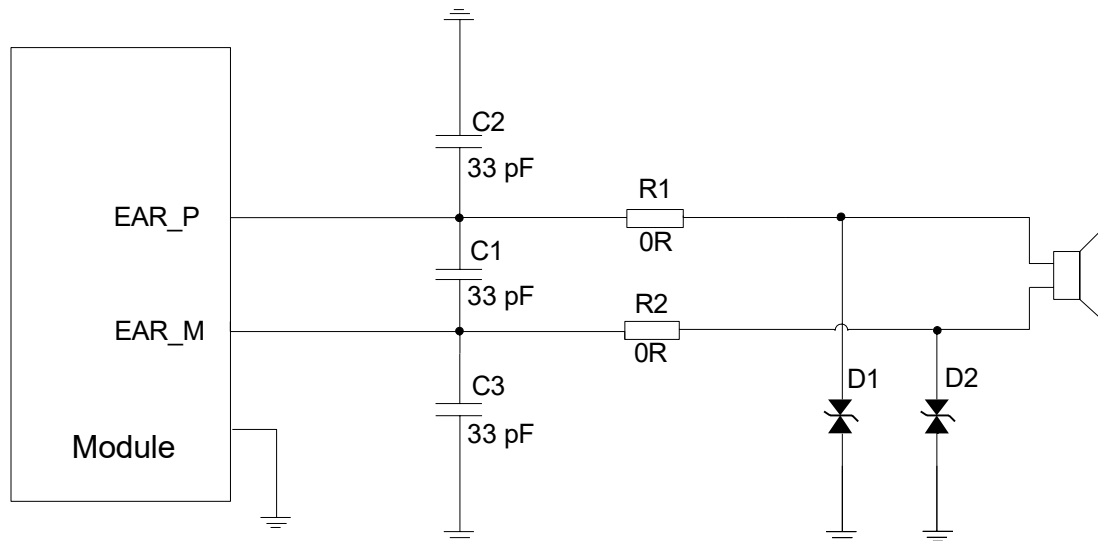 C2
33 pF
EAR_P
R1
0R
C1
33 pF
EAR_M
R2
0R
C3
33 pF
D1
D2
Module